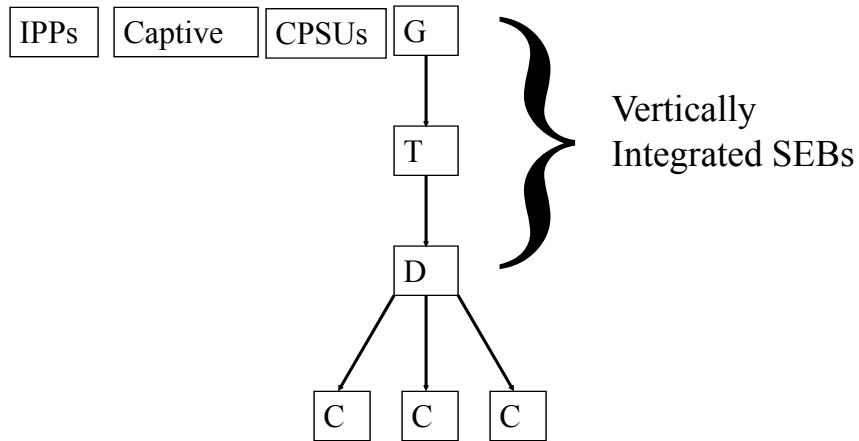 IPPs
Captive
CPSUs
G
T
Vertically
Integrated SEBs
D
C
C
C